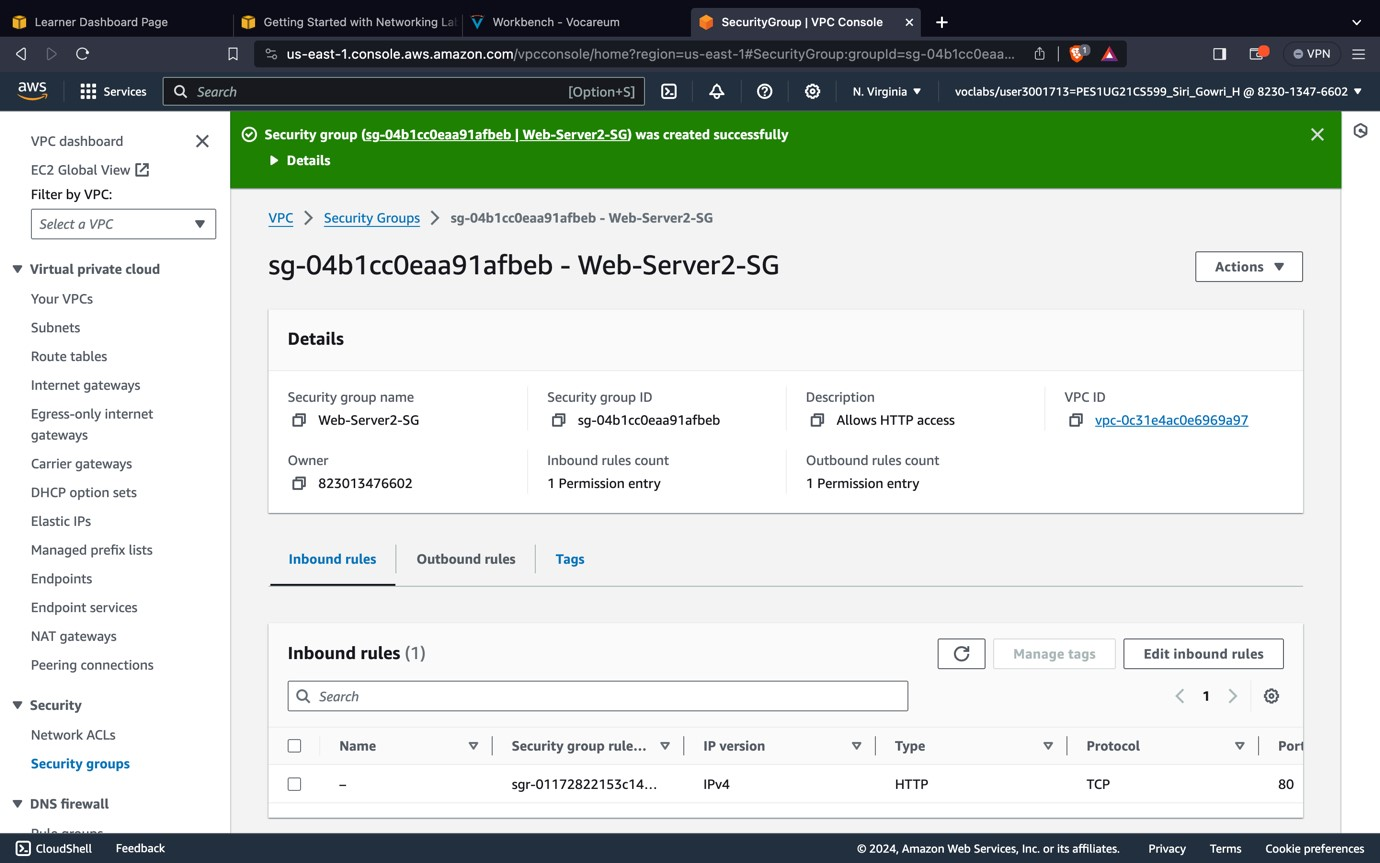 Learner Dashboard Page
Getting Started with Networking La
Workbench - Vocareum
SecurityGroup | VPC Console
us-east-1.console.aws.amazon.com/vpcconsole/home?region=us-east-1#SecurityGroup:groupId=sg-04b1cc0eaa...
1
VPN
aws
Services
Search
[Option+S]
N. Virginia
voclabs/user3001713=PES1UG21CS599_Siri_Gowri_H @ 8230-1347-6602
VPC dashboard
EC2 Global View
Filter by VPC:
Select a VPC
Virtual private cloud
Your VPCs
Subnets
Route tables
Internet gateways
Egress-only internet
gateways
Carrier gateways
DHCP option sets
Elastic IPs
Managed prefix lists
Endpoints
Endpoint services
NAT gateways
Peering connections
Security
Network ACLs
Security groups
DNS firewall
Rule groups
Security group (sg-04b1cc0eaa91afbeb | Web-Server2-SG) was created successfully
Details
VPC
Security Groups
sg-04b1cc0eaa91afbeb - Web-Server2-SG
sg-04b1cc0eaa91afbeb - Web-Server2-SG
Actions
Details
Security group name
Web-Server2-SG
Security group ID
sg-04b1cc0eaa91afbeb
Description
Allows HTTP access
VPC ID
vpc-0c31e4ac0e6969a97
Owner
823013476602
Inbound rules count
1 Permission entry
Outbound rules count
1 Permission entry
Inbound rules
Outbound rules
Tags
Inbound rules (1)
Manage tags
Edit inbound rules
Search
1
Name
Security group rule...
IP version
Type
Protocol
Port
–
sgr-01172822153c14...
IPv4
HTTP
TCP
80
CloudShell
Feedback
© 2024, Amazon Web Services, Inc. or its affiliates.
Privacy
Terms
Cookie preferences